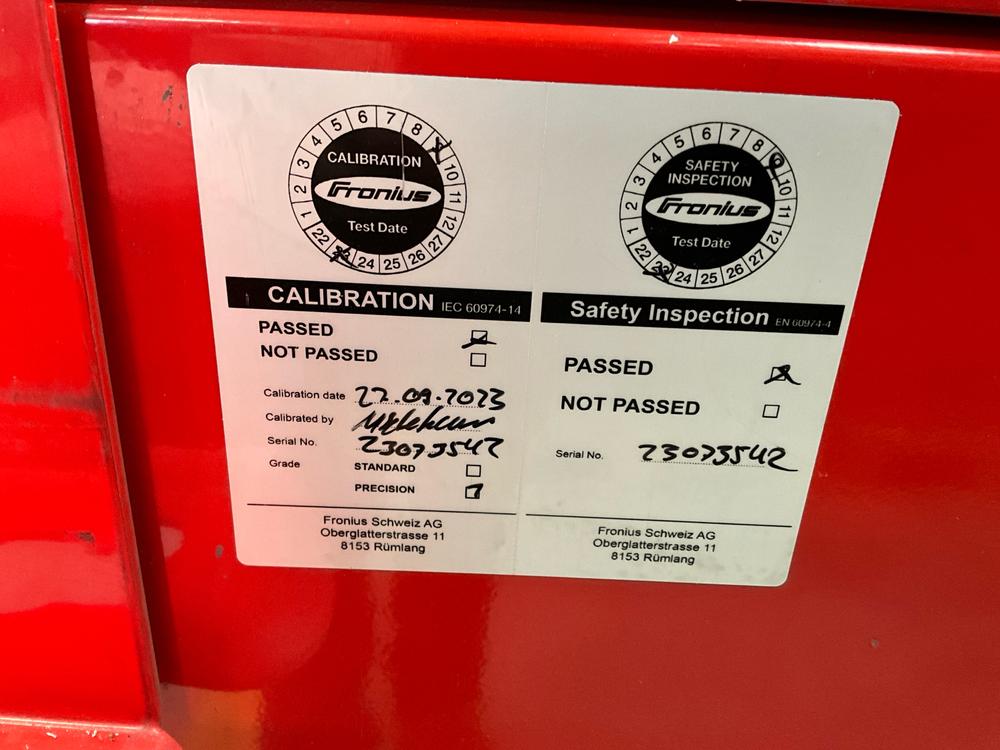 1 2 3 4 5 6 7 8 9 10 11
CALIBRATION
Fronius
Test Date
22 23 24 25 26 27
CALIBRATION IEC 60974-14
PASSED
NOT PASSED
Calibration date 22.09.2023
Calibrated by
Serial No. 23073542
Grade STANDARD
PRECISION
Fronius Schweiz AG
Oberglatterstrasse 11
8153 Rümlang
1 2 3 4 5 6 7 8 9 10 11
SAFETY
INSPECTION
Fronius
Test Date
22 23 24 25 26 27
Safety Inspection EN 60974-4
PASSED
NOT PASSED
Serial No. 23073542
Fronius Schweiz AG
Oberglatterstrasse 11
8153 Rümlang